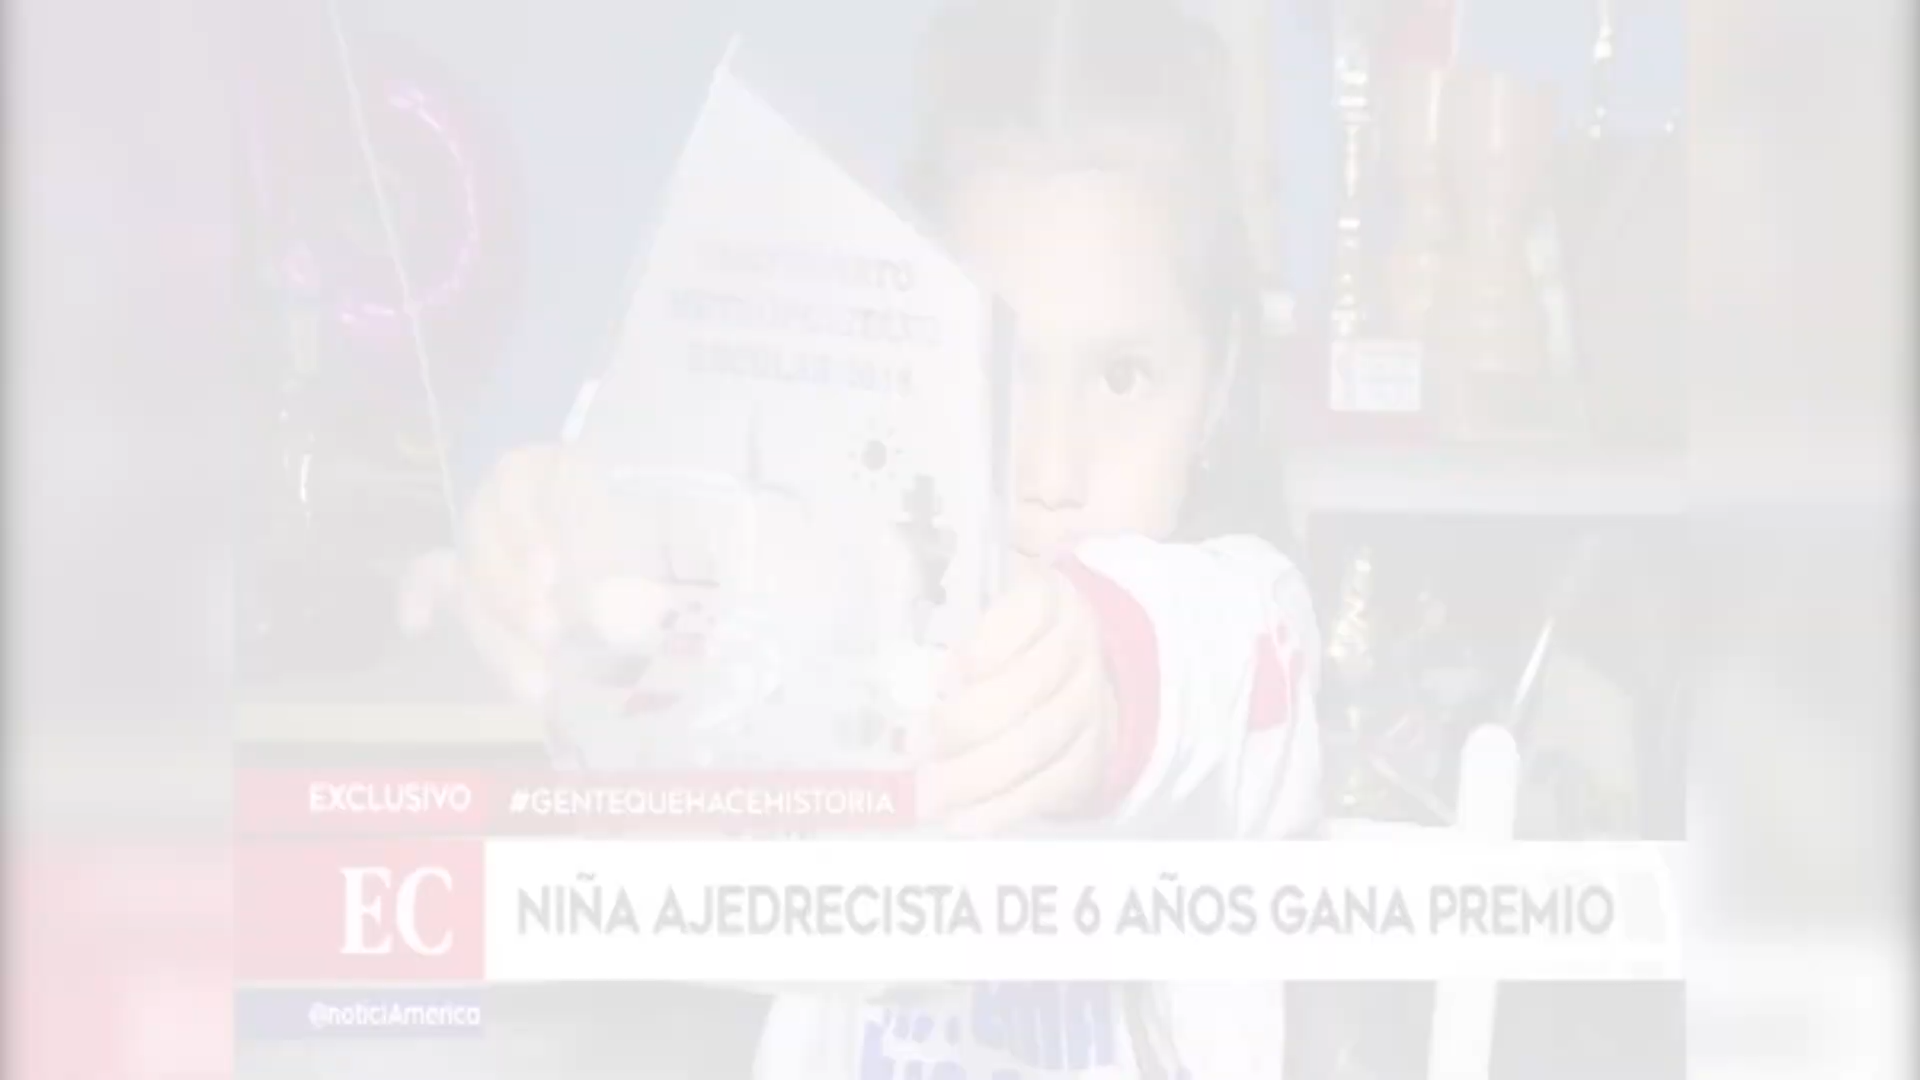 EXCLUSIVO #GENTEQUEHACEHISTORIA
EC NIÑA AJEDRECISTA DE 6 AÑOS GANA PREMIO
@noticiAmerica